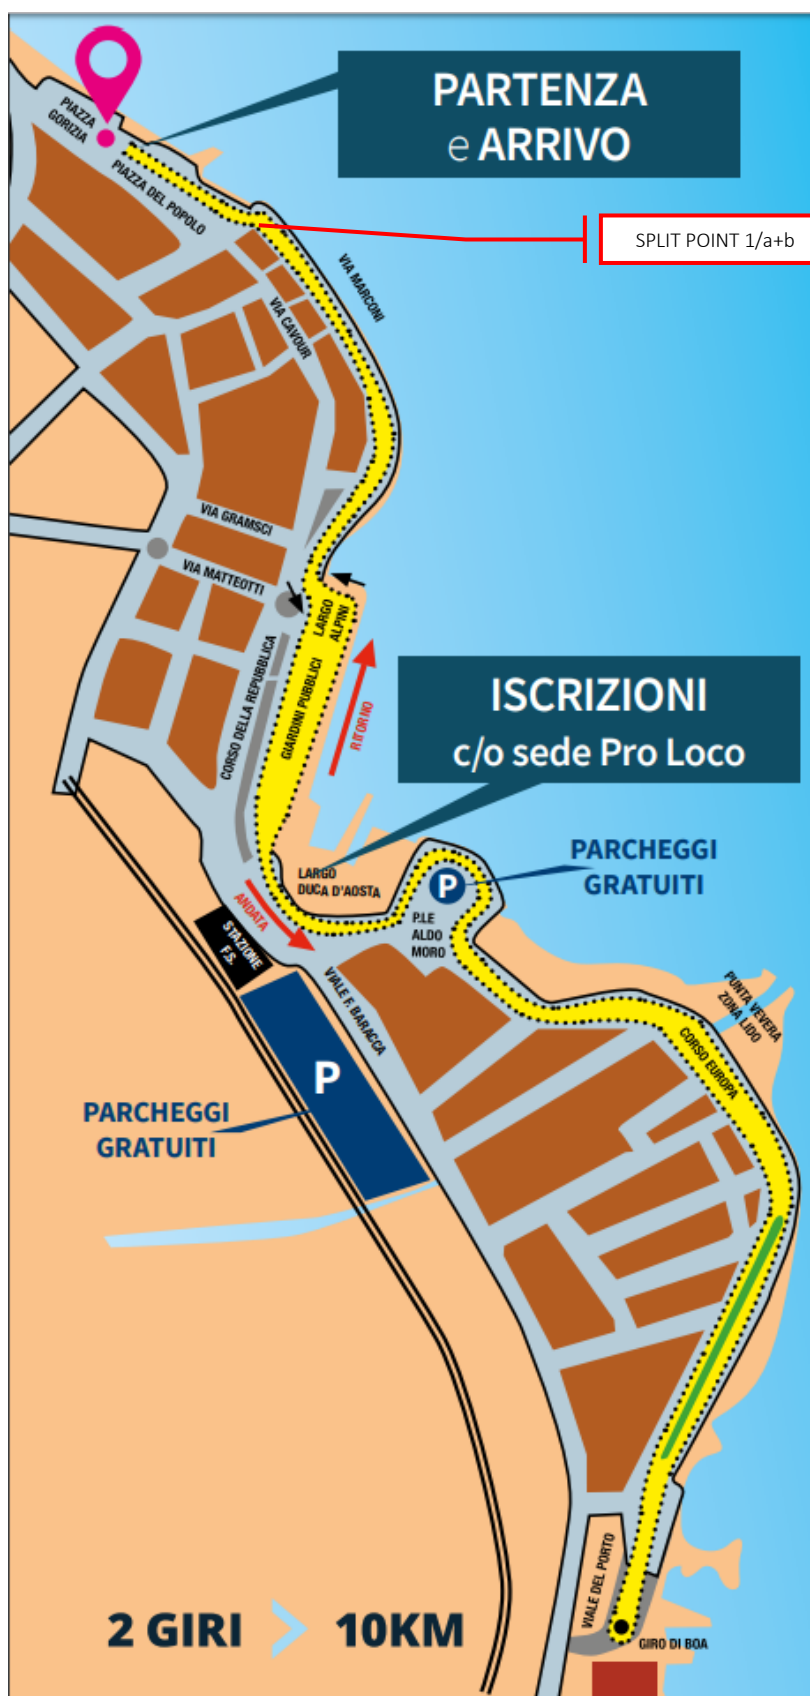 PARTENZA
e ARRIVO
PIAZZA
GORIZIA
PIAZZA DEL POPOLO
SPLIT POINT 1/a+b
VIA MARCONI
VIA CAVOUR
VIA GRAMSCI
VIA MATTEOTTI
LARGO
ALPINI
CORSO DELLA REPUBBLICA
GIARDINI PUBBLICI
RITORNO
ISCRIZIONI
c/o sede Pro Loco
PARCHEGGI
GRATUITI
LARGO
DUCA D'AOSTA
P
ANDATA
P.LE
ALDO
MORO
STAZIONE
F.S.
VIALE F. BARACCA
PUNTA VEVERA
ZONA LIDO
CORSO EUROPA
P
PARCHEGGI
GRATUITI
VIALE DEL PORTO
2 GIRI > 10KM
GIRO DI BOA